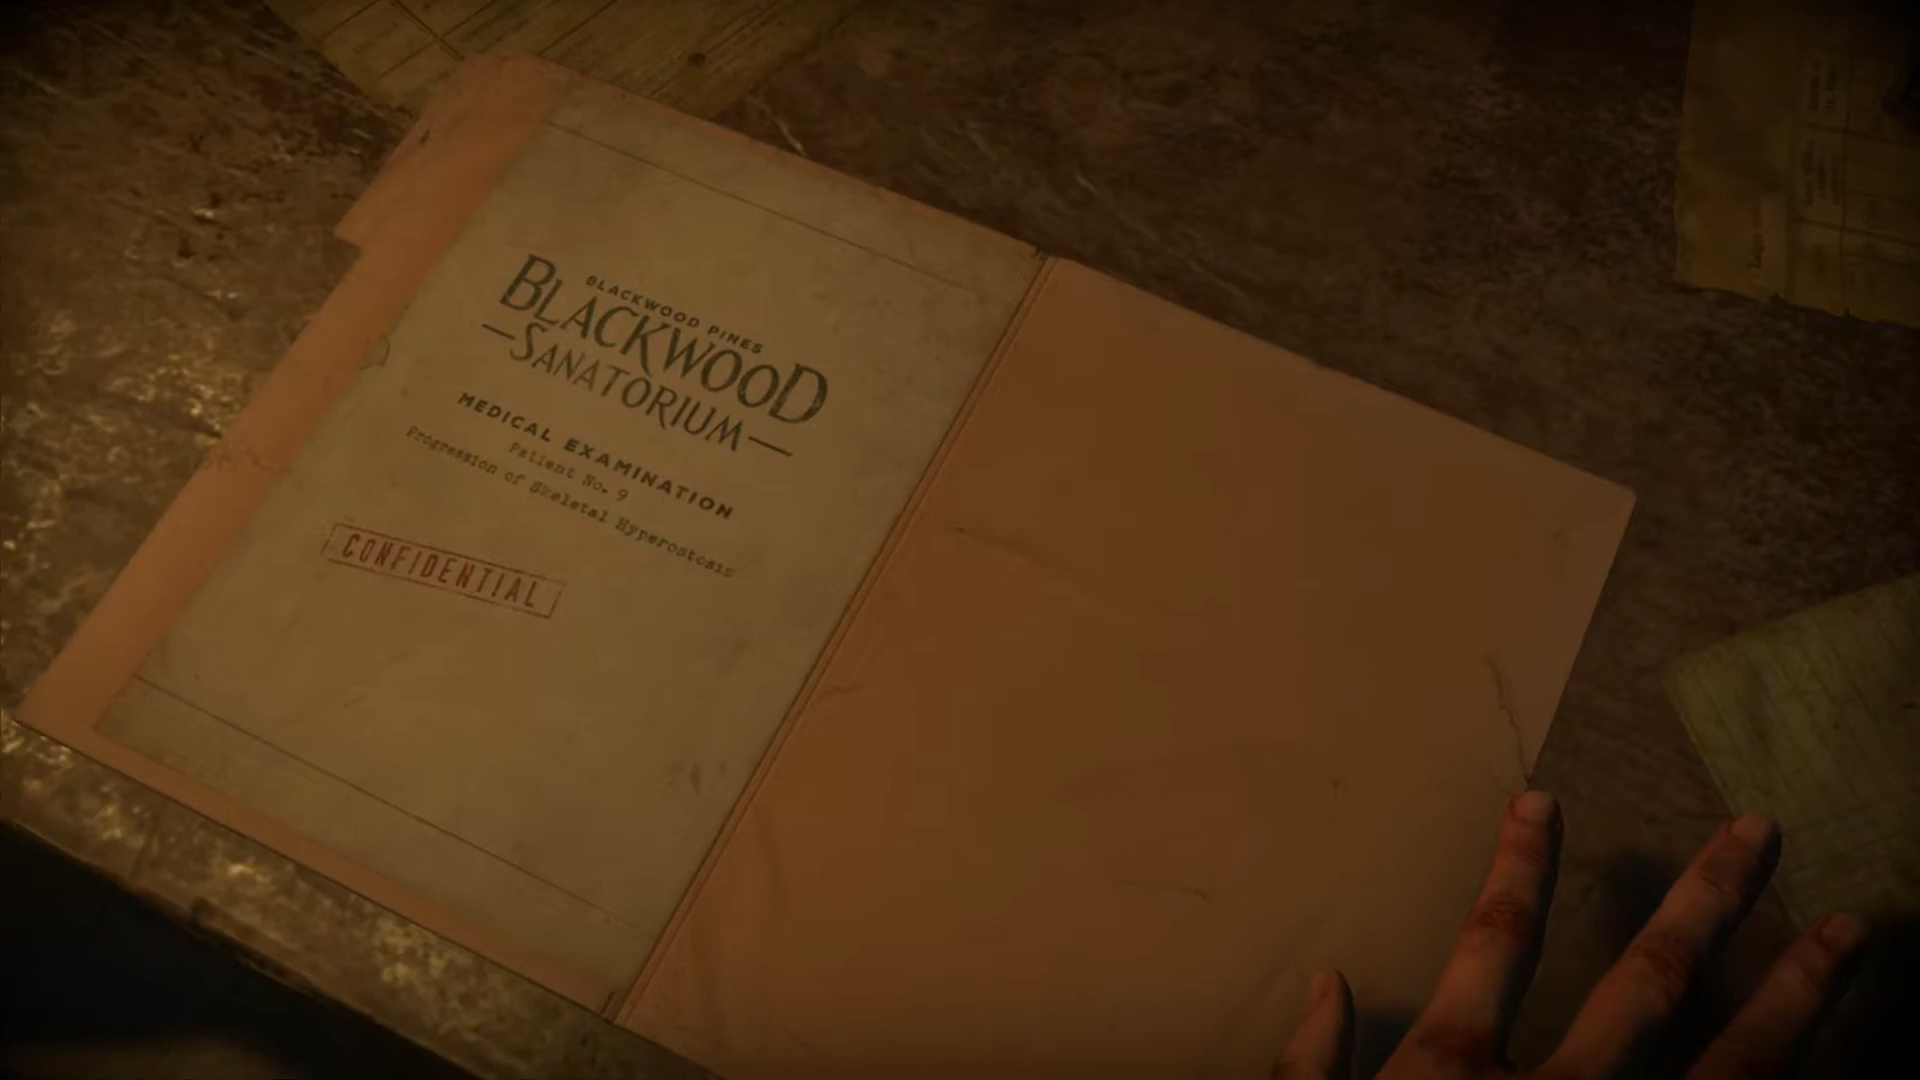 BLACKWOOD PINES
BLACKWOOD
SANATORIUM
MEDICAL EXAMINATION
Patient No. 9
Progression of Skeletal Hyperostosis
CONFIDENTIAL